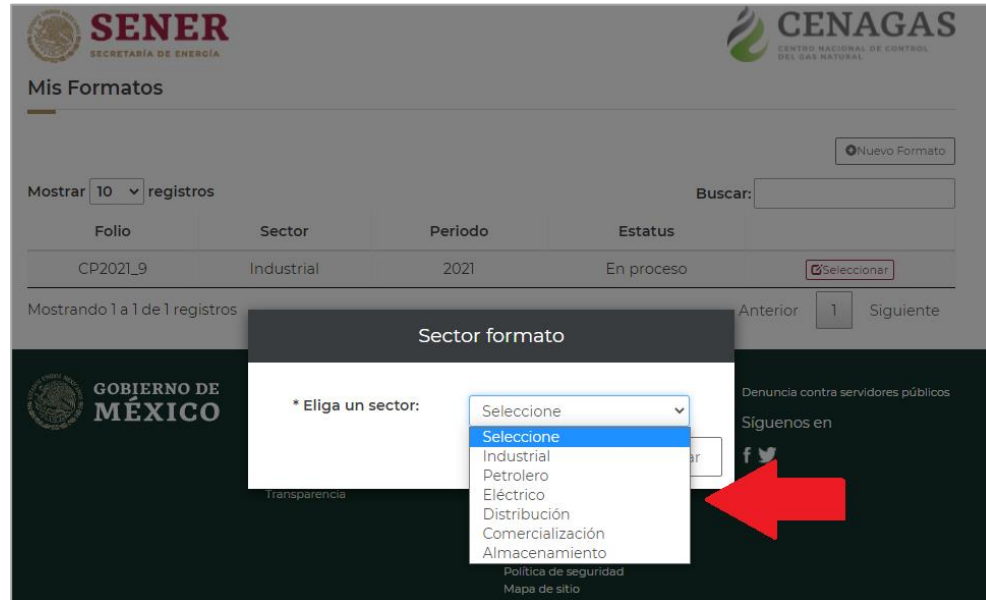 SENER
SECRETARÍA DE ENERGÍA
CENAGAS
CENTRO NACIONAL DE CONTROL
DEL GAS NATURAL
Mis Formatos
Nuevo Formato
Mostrar 10 registros
Buscar:
Folio Sector Periodo Estatus
CP2021_9 Industrial 2021 En proceso Seleccionar
Mostrando 1 a 1 de 1 registros
Anterior 1 Siguiente
Sector formato
GOBIERNO DE
MÉXICO
* Eliga un sector:
Seleccione
Seleccione
Industrial
Petrolero
Eléctrico
Distribución
Comercialización
Almacenamiento
ar
Denuncia contra servidores públicos
Síguenos en
Transparencia
Política de seguridad
Mapa de sitio